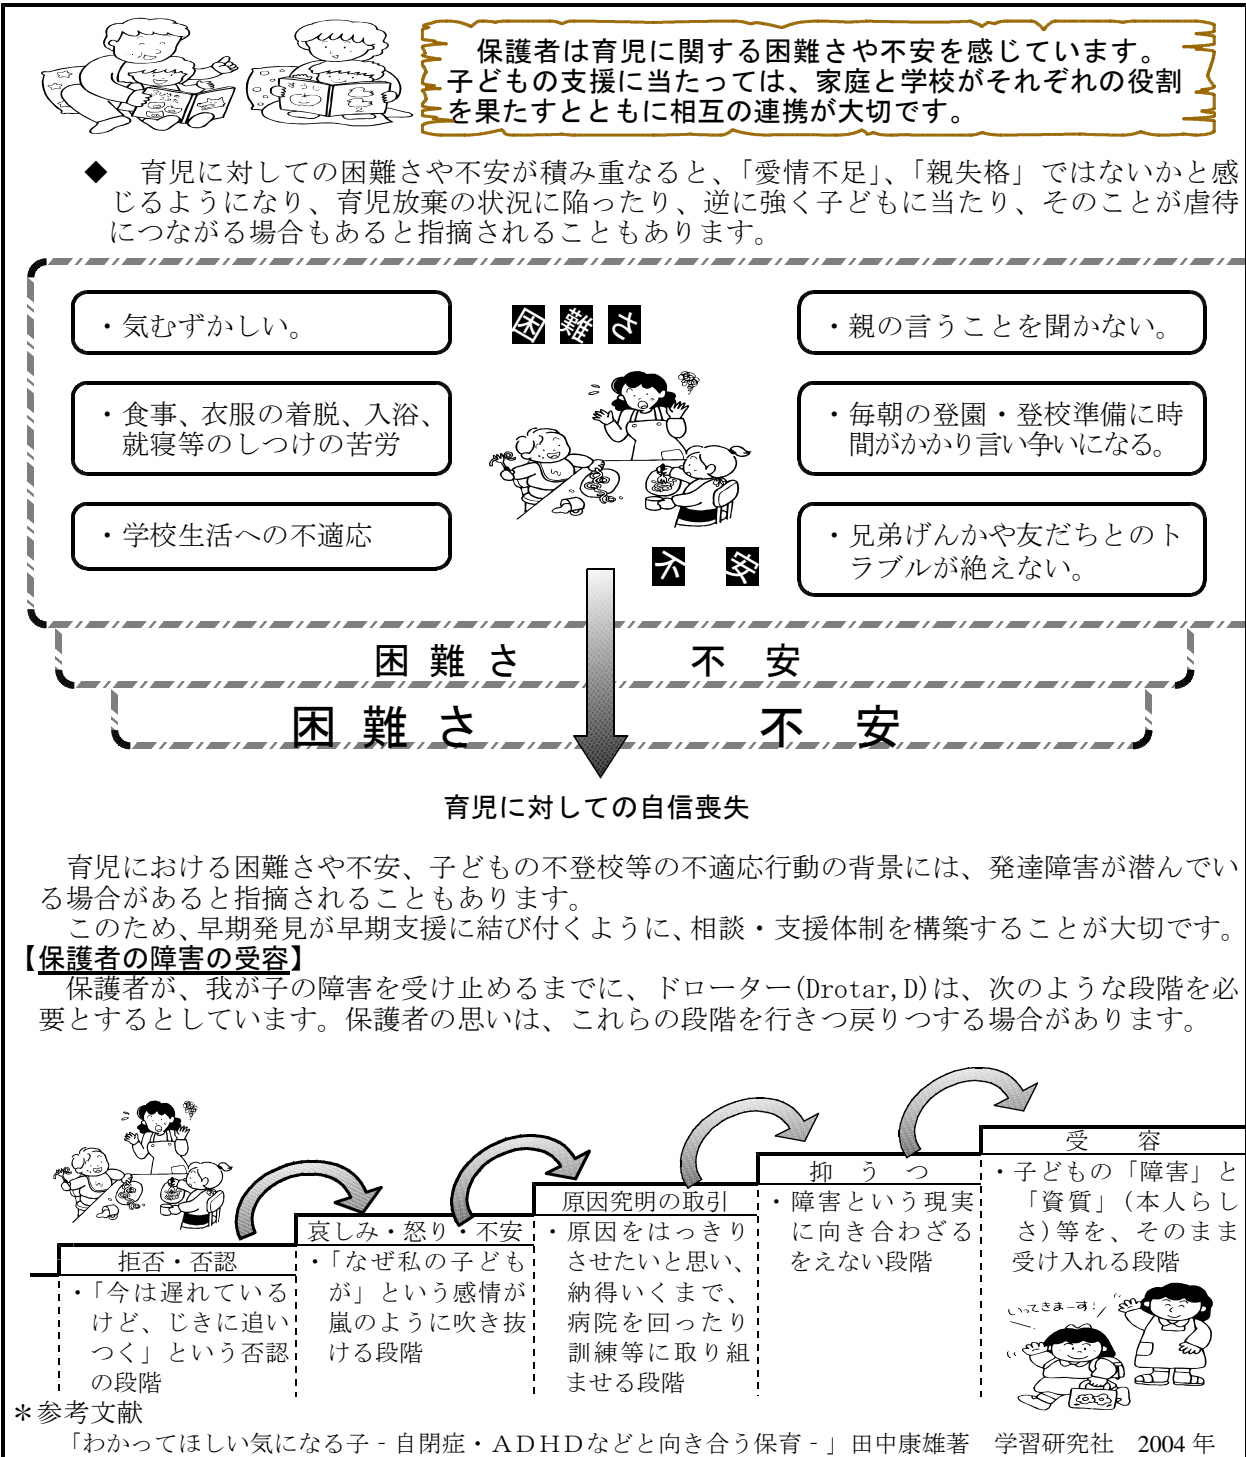 保護者は育児に関する困難さや不安を感じています。
子どもの支援に当たっては、家庭と学校がそれぞれの役割
を果たすとともに相互の連携が大切です。
◆　育児に対しての困難さや不安が積み重なると、「愛情不足」、「親失格」ではないかと感
じるようになり、育児放棄の状況に陥ったり、逆に強く子どもに当たり、そのことが虐待
につながる場合もあると指摘されることもあります。
・気むずかしい。
困難さ
・親の言うことを聞かない。
・食事、衣服の着脱、入浴、
就寝等のしつけの苦労
・毎朝の登園・登校準備に時
間がかかり言い争いになる。
・学校生活への不適応
・兄弟げんかや友だちとのト
ラブルが絶えない。
不　安
困 難 さ　　　　不　安
困 難 さ　　　　不　安
育児に対しての自信喪失
育児における困難さや不安、子どもの不登校等の不適応行動の背景には、発達障害が潜んでい
る場合があると指摘されることもあります。
このため、早期発見が早期支援に結び付くように、相談・支援体制を構築することが大切です。
【保護者の障害の受容】
保護者が、我が子の障害を受け止めるまでに、ドローター(Drotar,D)は、次のような段階を必
要とするとしています。保護者の思いは、これらの段階を行きつ戻りつする場合があります。
拒否・否認
・「今は遅れている
けど、じきに追い
つく」という否認
の段階
哀しみ・怒り・不安
・「なぜ私の子ども
が」という感情が
嵐のように吹き抜
ける段階
原因究明の取引
・原因をはっきり
させたいと思い、
納得いくまで、
病院を回ったり
訓練等に取り組
ませる段階
抑　う　つ
・障害という現実
に向き合わざる
をえない段階
受　　容
・子どもの「障害」と
「資質」(本人らし
さ)等を、そのまま
受け入れる段階
いってきまーす!
＊参考文献
「わかってほしい気になる子‐自閉症・ＡＤＨＤなどと向き合う保育‐」田中康雄著　学習研究社　2004年